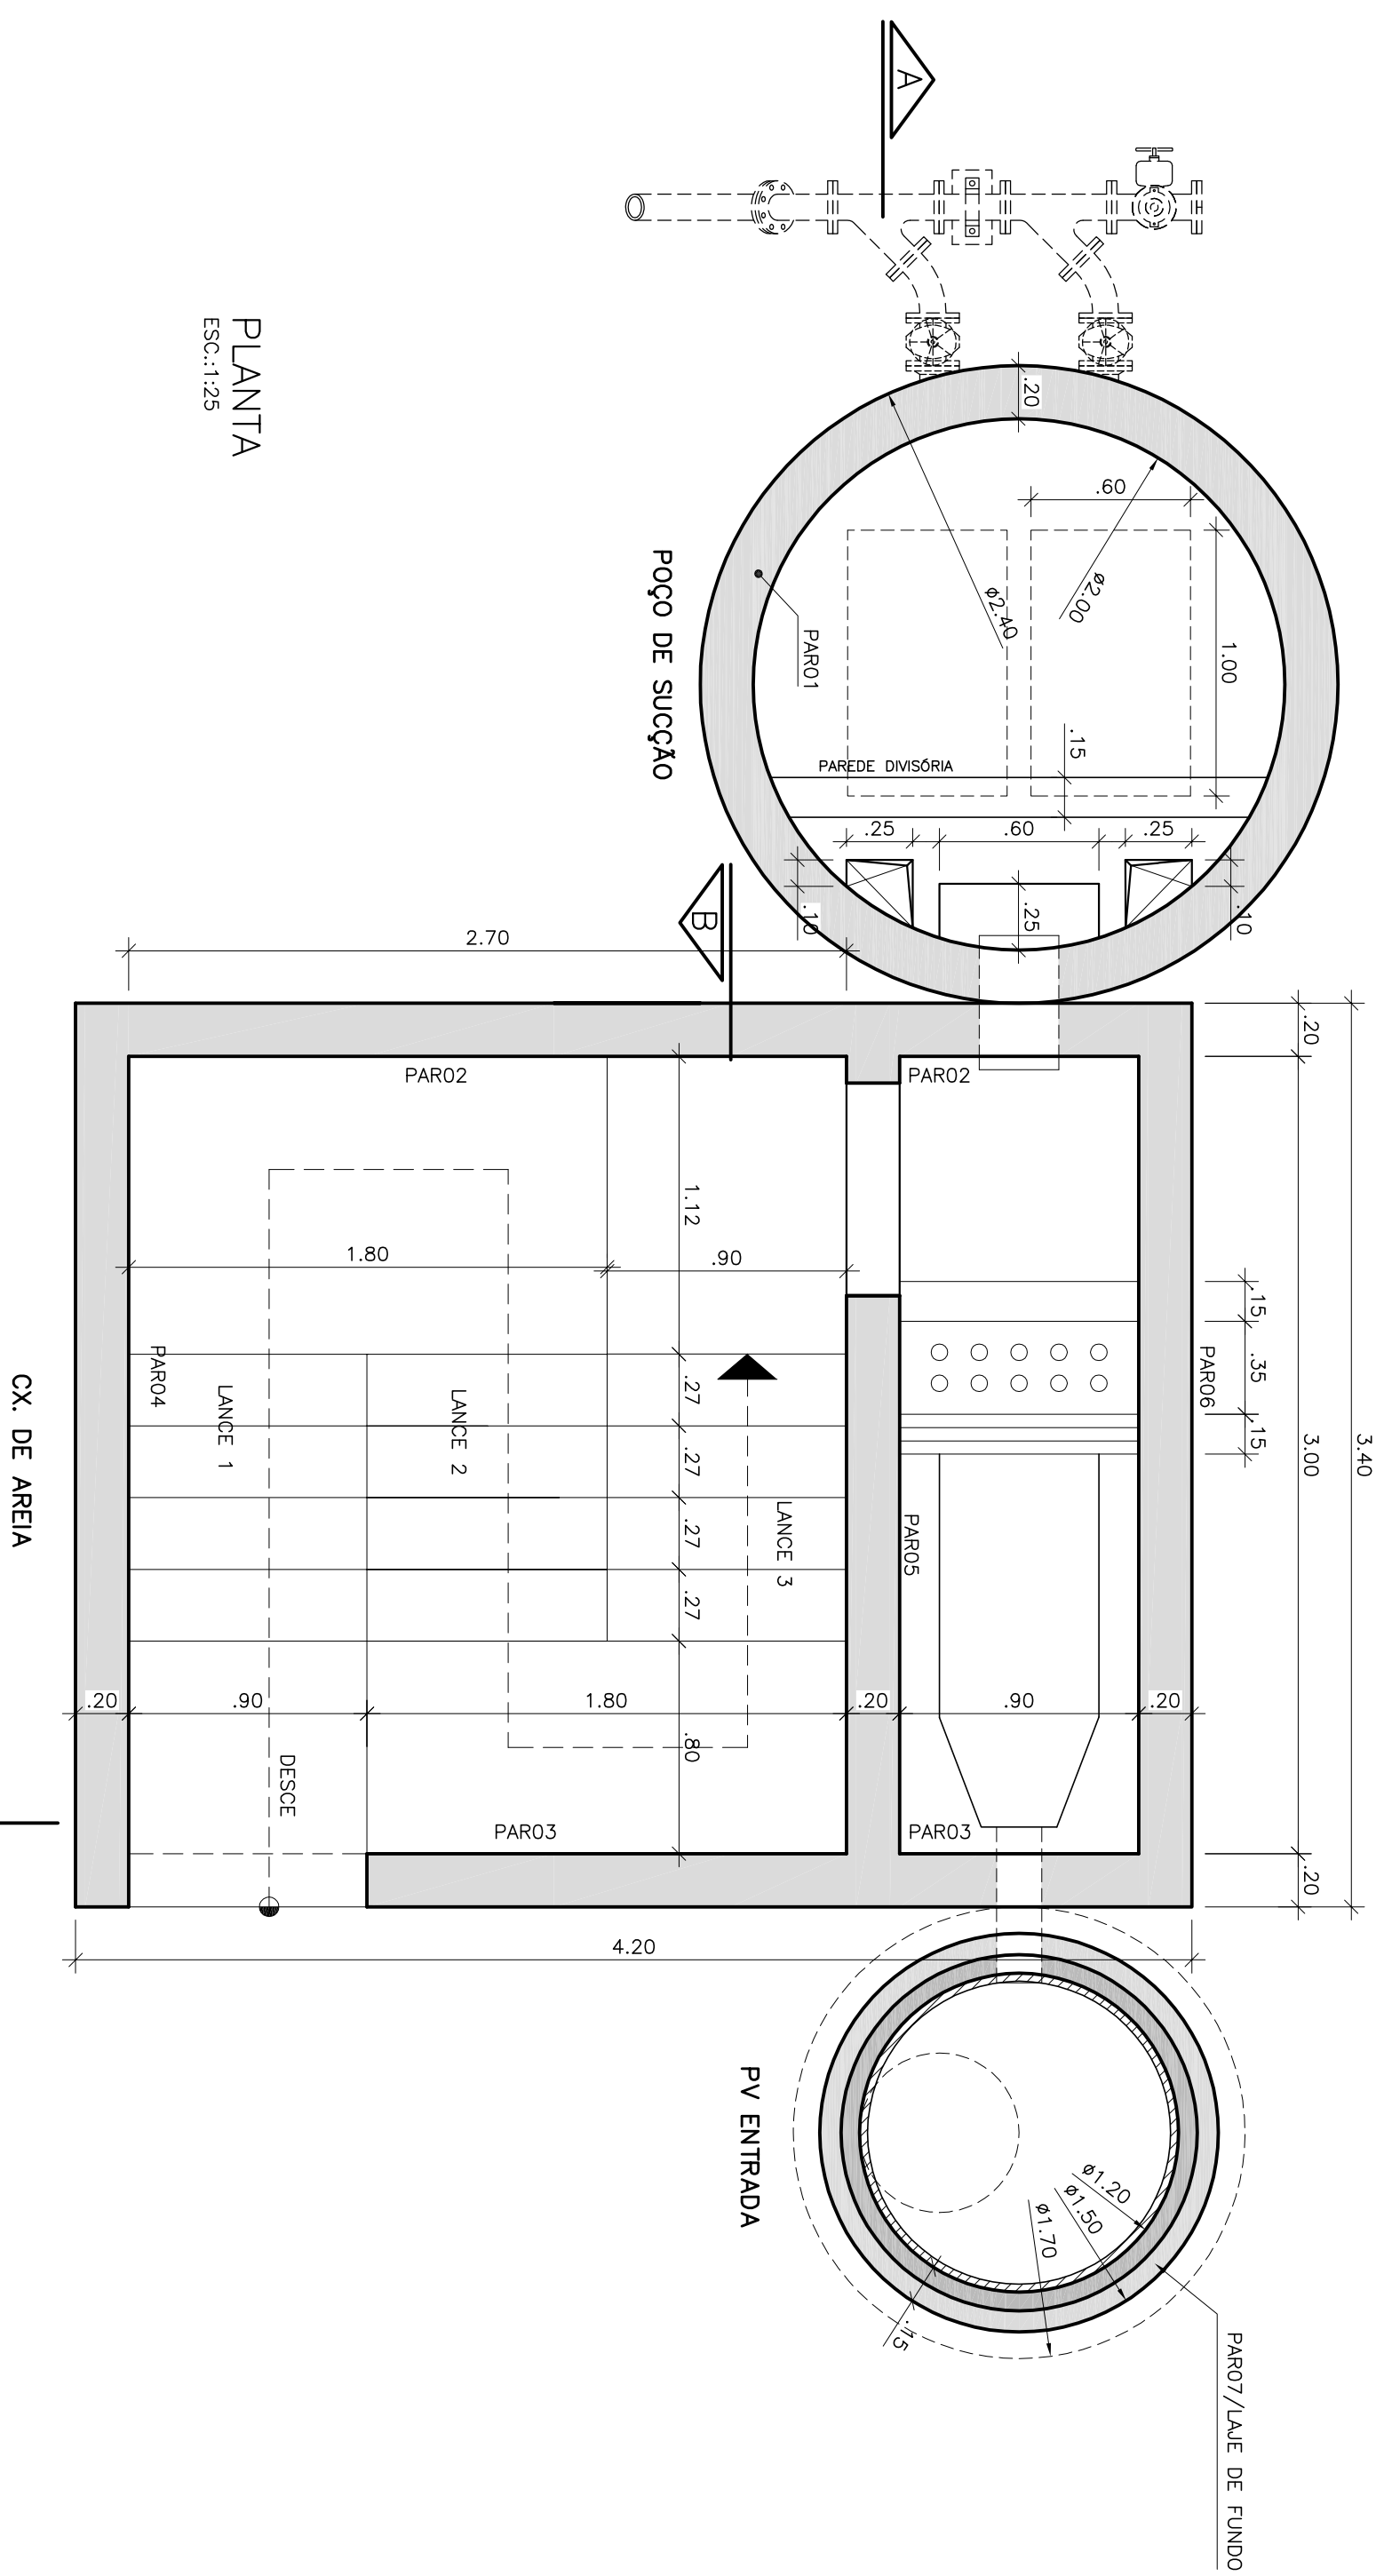 A
PLANTA
ESC.:1:25
.20
.60
ø2.00
ø2.40
1.00
PAR01
POÇO DE SUCÇÃO
.15
PAREDE DIVISÓRIA
.25
.60
.25
.10
.25
.10
B
2.70
.20
3.00
.20
3.40
PAR02
PAR02
1.12
1.80
.90
.15
.35
.15
PAR06
PAR04
LANCE 1
LANCE 2
.27
.27
.27
.27
LANCE 3
PAR05
CX. DE AREIA
.20
.90
1.80
.20
.90
.20
.80
DESCE
PAR03
PAR03
4.20
PV ENTRADA
ø1.20
ø1.50
ø1.70
.15
PAR07/LAJE DE FUNDO